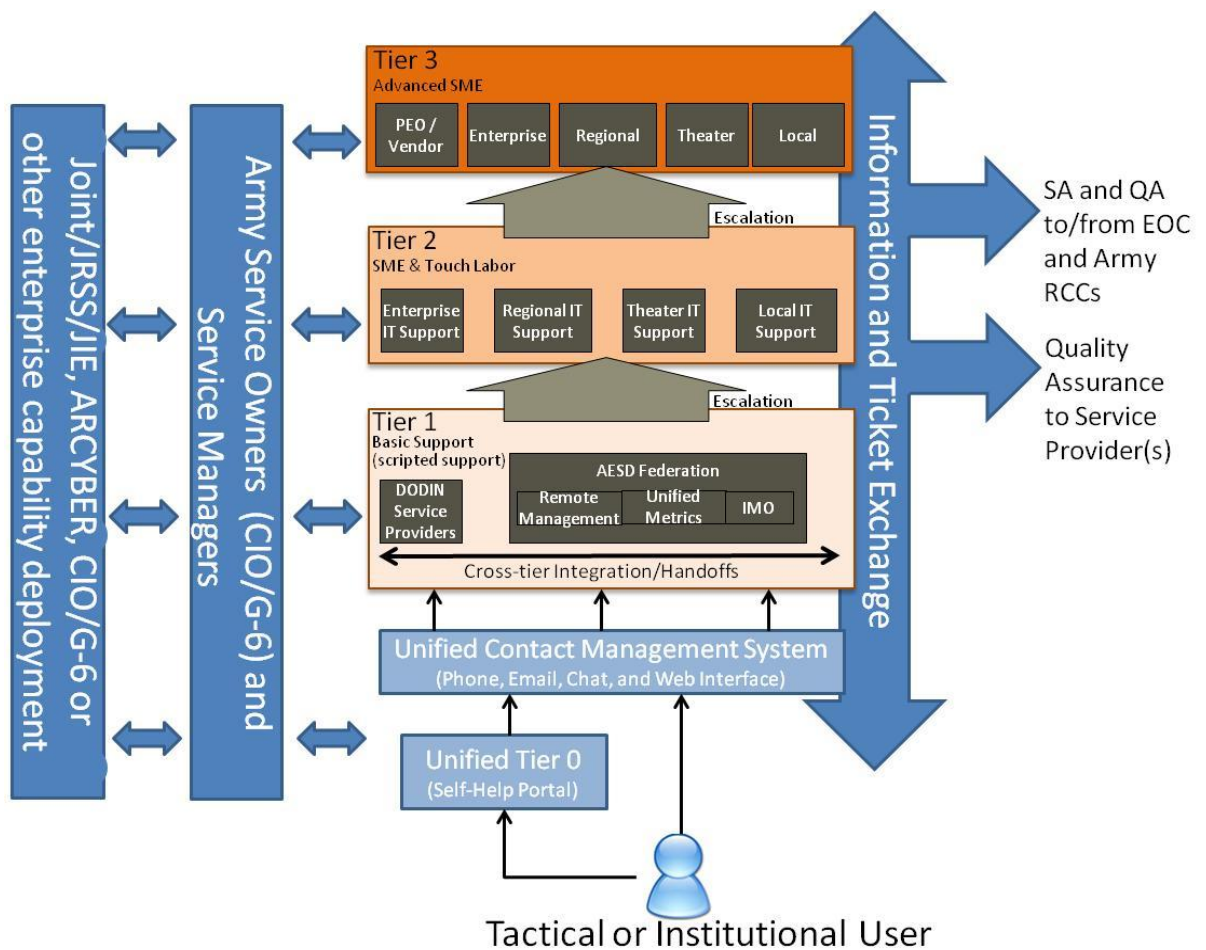 Tier 3
Advanced SME
PEO /
Vendor
Enterprise
Regional
Theater
Local
Escalation
Tier 2
SME & Touch Labor
Enterprise
IT Support
Regional IT
Support
Theater IT
Support
Local IT
Support
Escalation
Tier 1
Basic Support
(scripted support)
DODIN
Service
Providers
AESD Federation
Remote
Management
Unified
Metrics
IMO
Cross-tier Integration/Handoffs
Unified Contact Management System
(Phone, Email, Chat, and Web Interface)
Unified Tier 0
(Self-Help Portal)
Tactical or Institutional User
Joint/JRSS/JIE, ARCYBER, CIO/G-6 or
other enterprise capability deployment
Army Service Owners (CIO/G-6) and
Service Managers
Information and Ticket Exchange
SA and QA
to/from EOC
and Army
RCCs
Quality
Assurance
to Service
Provider(s)